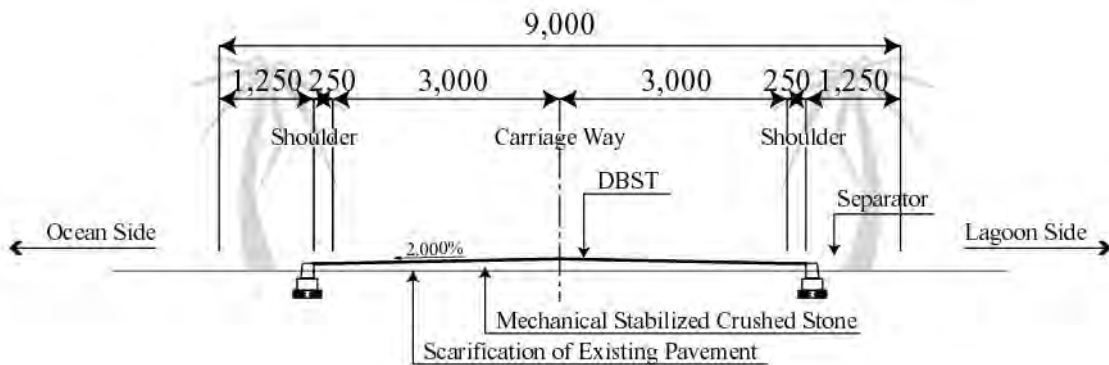 9,000
1,250 250 3,000 3,000 250 1,250
Shoulder Carriage Way Shoulder
DBST
Separator
Ocean Side Lagoon Side
2.000%
Mechanical Stabilized Crushed Stone
Scarification of Existing Pavement